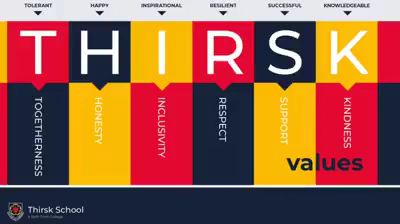 TOLERANT HAPPY INSPIRATIONAL RESILIENT SUCCESSFUL KNOWLEDGEABLE
THIRSK
TOGETHERNESS
HONESTY
INCLUSIVITY
RESPECT
SUPPORT
KINDNESS
values
Thirsk School